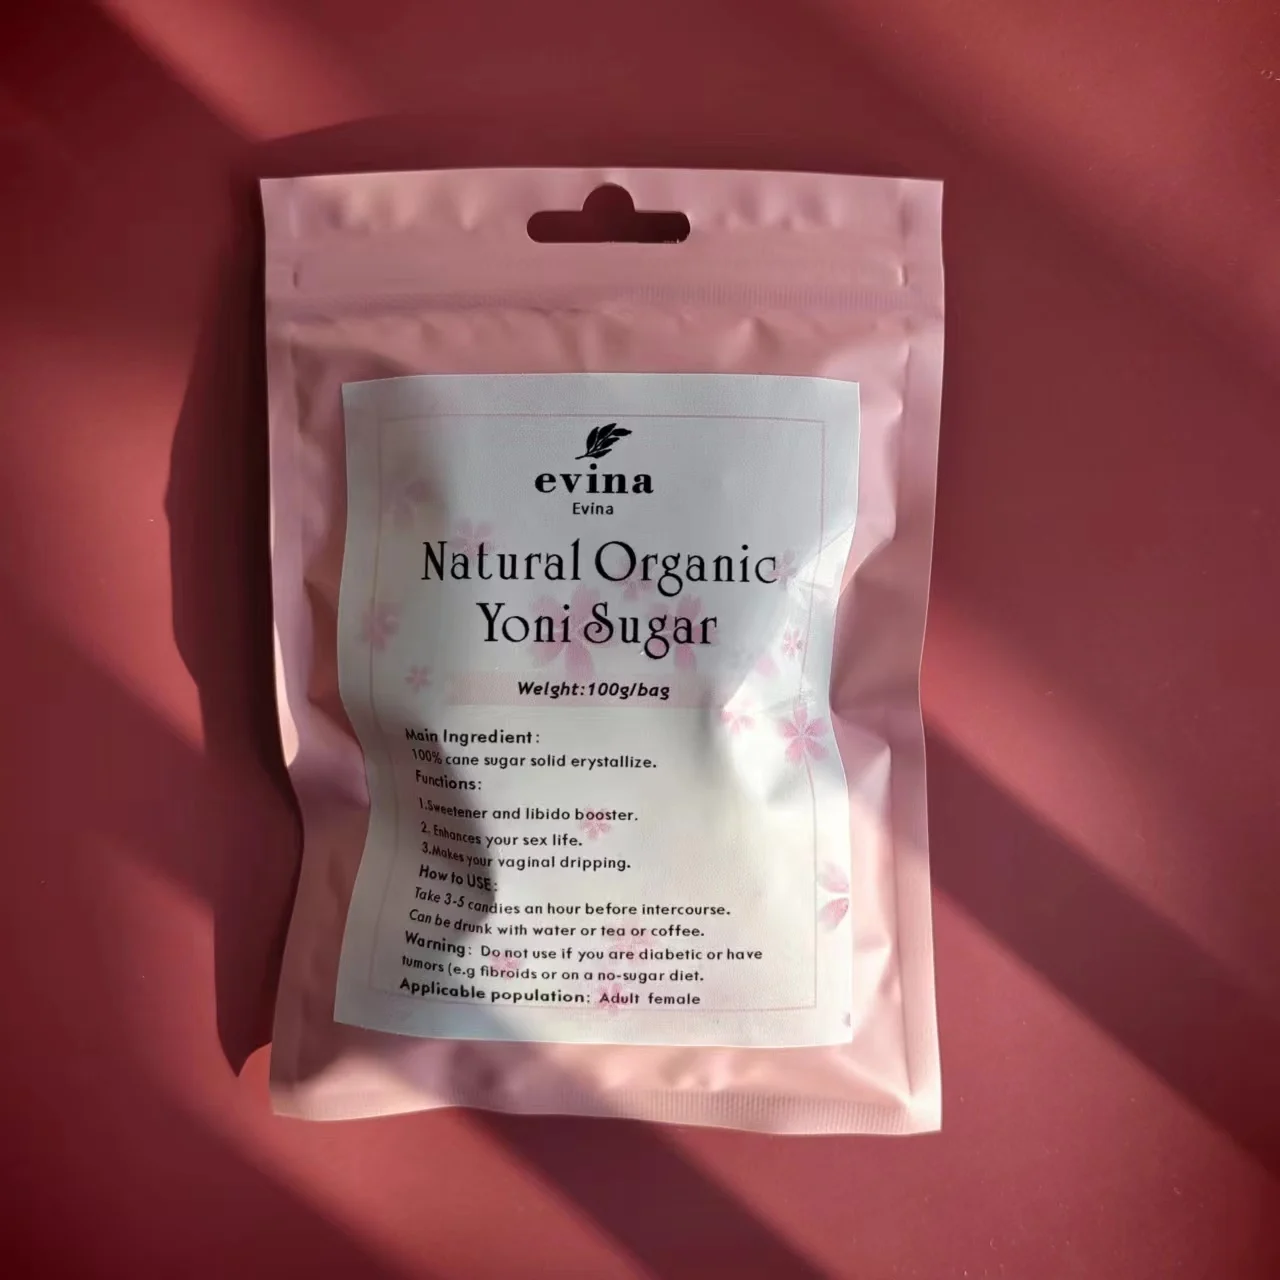 evina
Evina
Natural Organic
Yoni Sugar
Weight:100g/bag
Main Ingredient:
100% cane sugar solid erystallize.
Functions:
1.Sweetener and libido booster.
2. Enhances your sex life.
3.Makes your vaginal dripping.
How to USE:
Take 3-5 candies an hour before intercourse.
Can be drunk with water or tea or coffee.
Warning: Do not use if you are diabetic or have
tumors (e.g fibroids or on a no-sugar diet.
Applicable population: Adult female